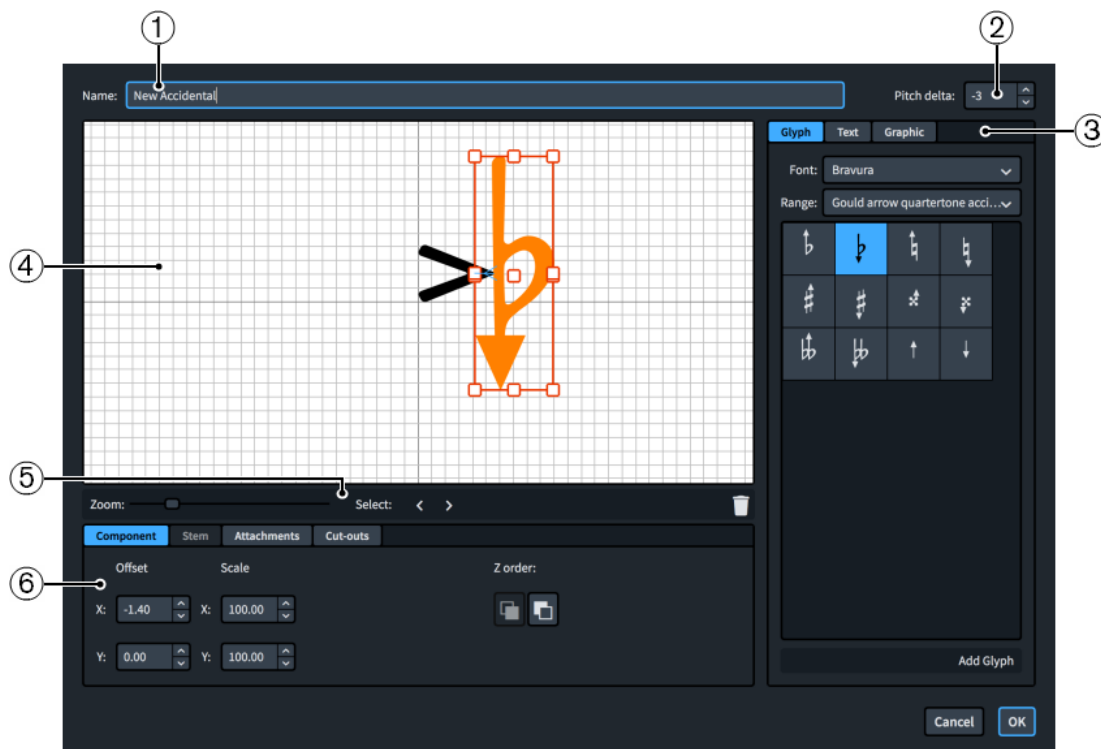 ① ②
Name: New Accidental Pitch delta: -3
③
Glyph Text Graphic
Font: Bravura
Range: Gould arrow quartertone acci...
④
⑤
Zoom: Select: < >
Component Stem Attachments Cut-outs
⑥
Offset Scale Z order:
X: -1.40 X: 100.00
Y: 0.00 Y: 100.00
Add Glyph
Cancel OK